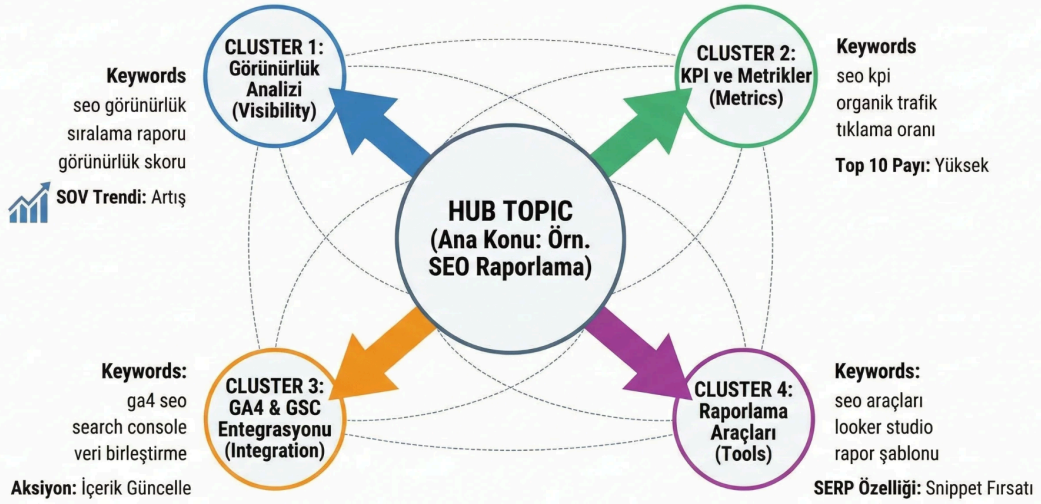 CLUSTER 1:
Görünürlük
Analizi
(Visibility)
Keywords
seo görünürlük
sıralama raporu
görünürlük skoru
SOV Trendi: Artış
CLUSTER 2:
KPI ve Metrikler
(Metrics)
Keywords
seo kpi
organik trafik
tıklama oranı
Top 10 Payı: Yüksek
HUB TOPIC
(Ana Konu: Örn.
SEO Raporlama)
CLUSTER 3:
GA4 & GSC
Entegrasyonu
(Integration)
Keywords:
ga4 seo
search console
veri birleştirme
Aksiyon: İçerik Güncelle
CLUSTER 4:
Raporlama
Araçları
(Tools)
Keywords:
seo araçları
looker studio
rapor şablonu
SERP Özelliği: Snippet Fırsatı